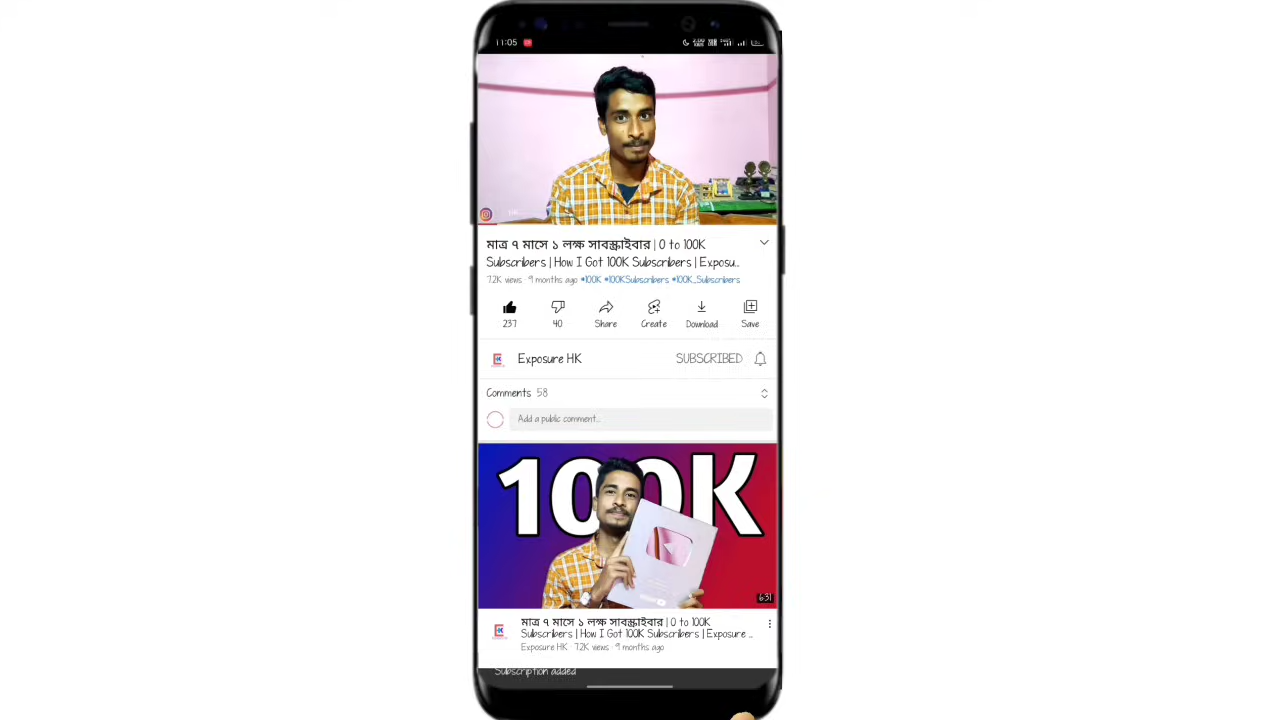 11:05
মাত্র ৭ মাসে ১ লক্ষ সাবস্ক্রাইবার | 0 to 100K
Subscribers | How I Got 100K Subscribers | Exposu...
7.2K views · 9 months ago #100K #100KSubscribers #100K_Subscribers
237 40 Share Create Download Save
Exposure HK SUBSCRIBED
Comments 58
Add a public comment...
100K
6:31
মাত্র ৭ মাসে ১ লক্ষ সাবস্ক্রাইবার | 0 to 100K
Subscribers | How I Got 100K Subscribers | Exposure ...
Exposure HK · 7.2K views · 9 months ago
Subscription added